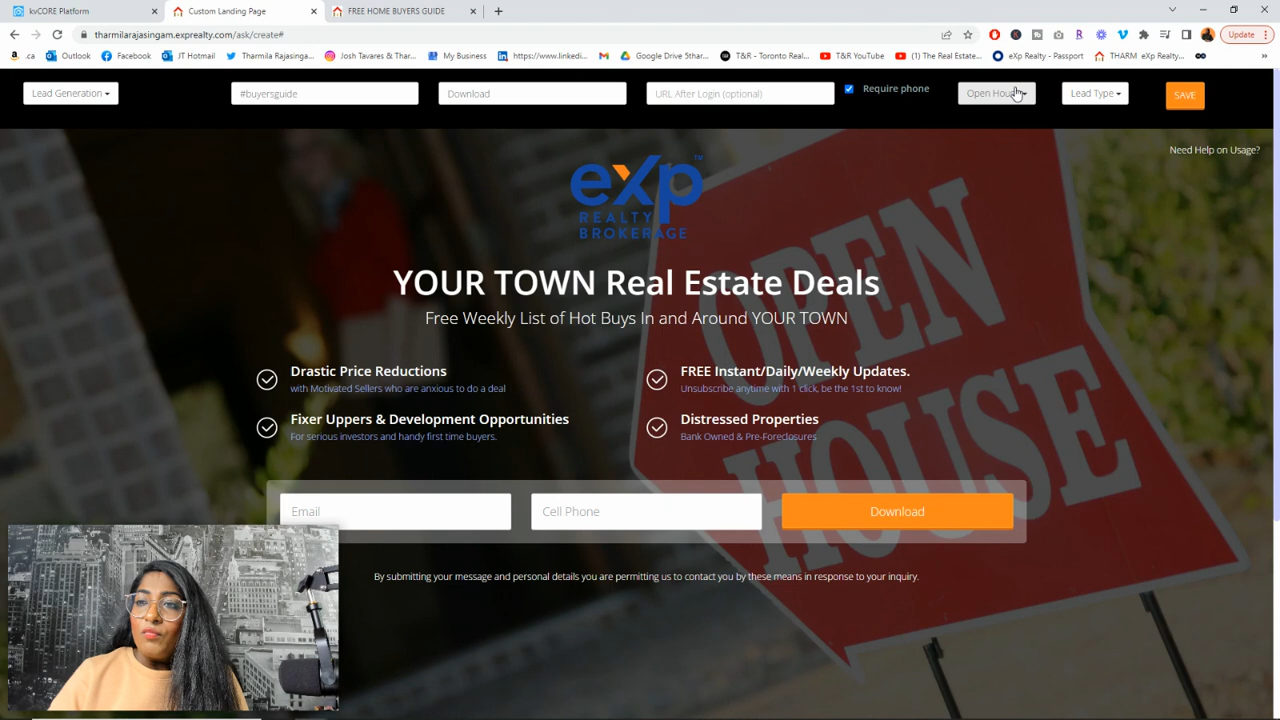 kvCORE Platform
Custom Landing Page
FREE HOME BUYERS GUIDE
tharmilarajasingam.exprealty.com/ask/create#
Update
.ca
Outlook
Facebook
JT Hotmail
Tharmila Rajasingam...
Josh Tavares & Thar...
My Business
https://www.linkedi...
Google Drive 5thar...
T&R - Toronto Real...
T&R YouTube
(1) The Real Estate...
eXp Realty - Passport
THARM eXp Realty...
Lead Generation
#buyersguide
Download
URL After Login (optional)
Require phone
Lead Type
SAVE
Need Help on Usage?
eXp™
REALTY
BROKERAGE
OPEN
HOUSE
YOUR TOWN Real Estate Deals
Free Weekly List of Hot Buys In and Around YOUR TOWN
Drastic Price Reductions
with Motivated Sellers who are anxious to do a deal
FREE Instant/Daily/Weekly Updates.
Unsubscribe anytime with 1 click, be the 1st to know!
Fixer Uppers & Development Opportunities
For serious investors and handy first time buyers.
Distressed Properties
Bank Owned & Pre-Foreclosures
Email
Cell Phone
Download
By submitting your message and personal details you are permitting us to contact you by these means in response to your inquiry.